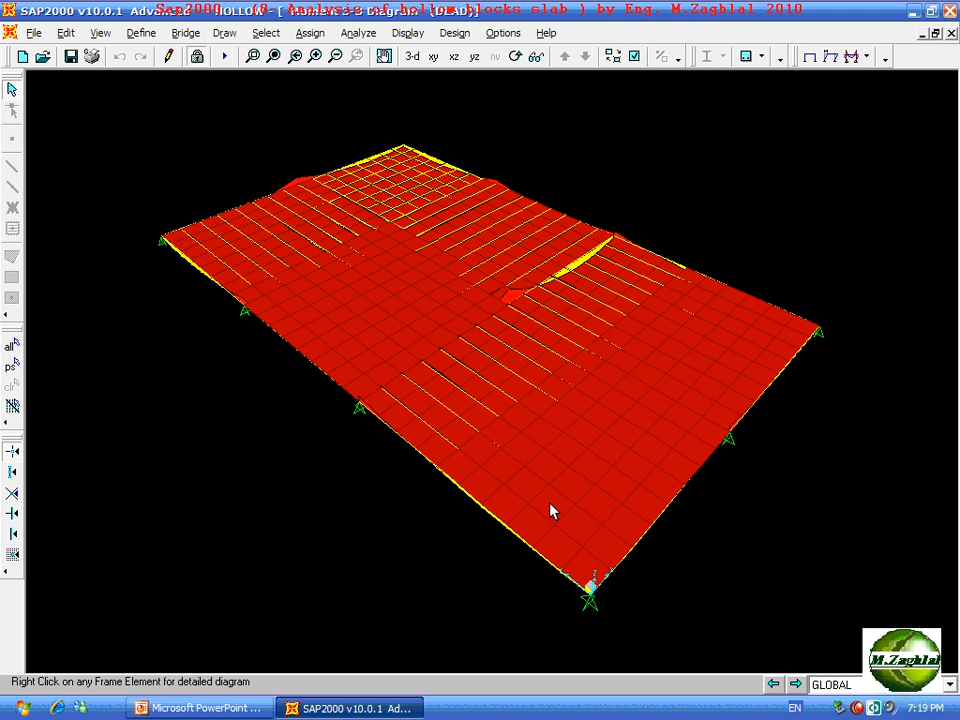 SAP2000 v10.0.1 Advanced
Sap2000 (8- Analysis of hollow blocks slab ) by Eng. M.Zaghlal 2010
File Edit View Define Bridge Draw Select Assign Analyze Display Design Options Help
3-d xy xz yz nv
all
ps
clr
Z
Right Click on any Frame Element for detailed diagram
GLOBAL
M.Zaghlal
Microsoft PowerPoint ...
SAP2000 v10.0.1 Ad...
EN
7:19 PM